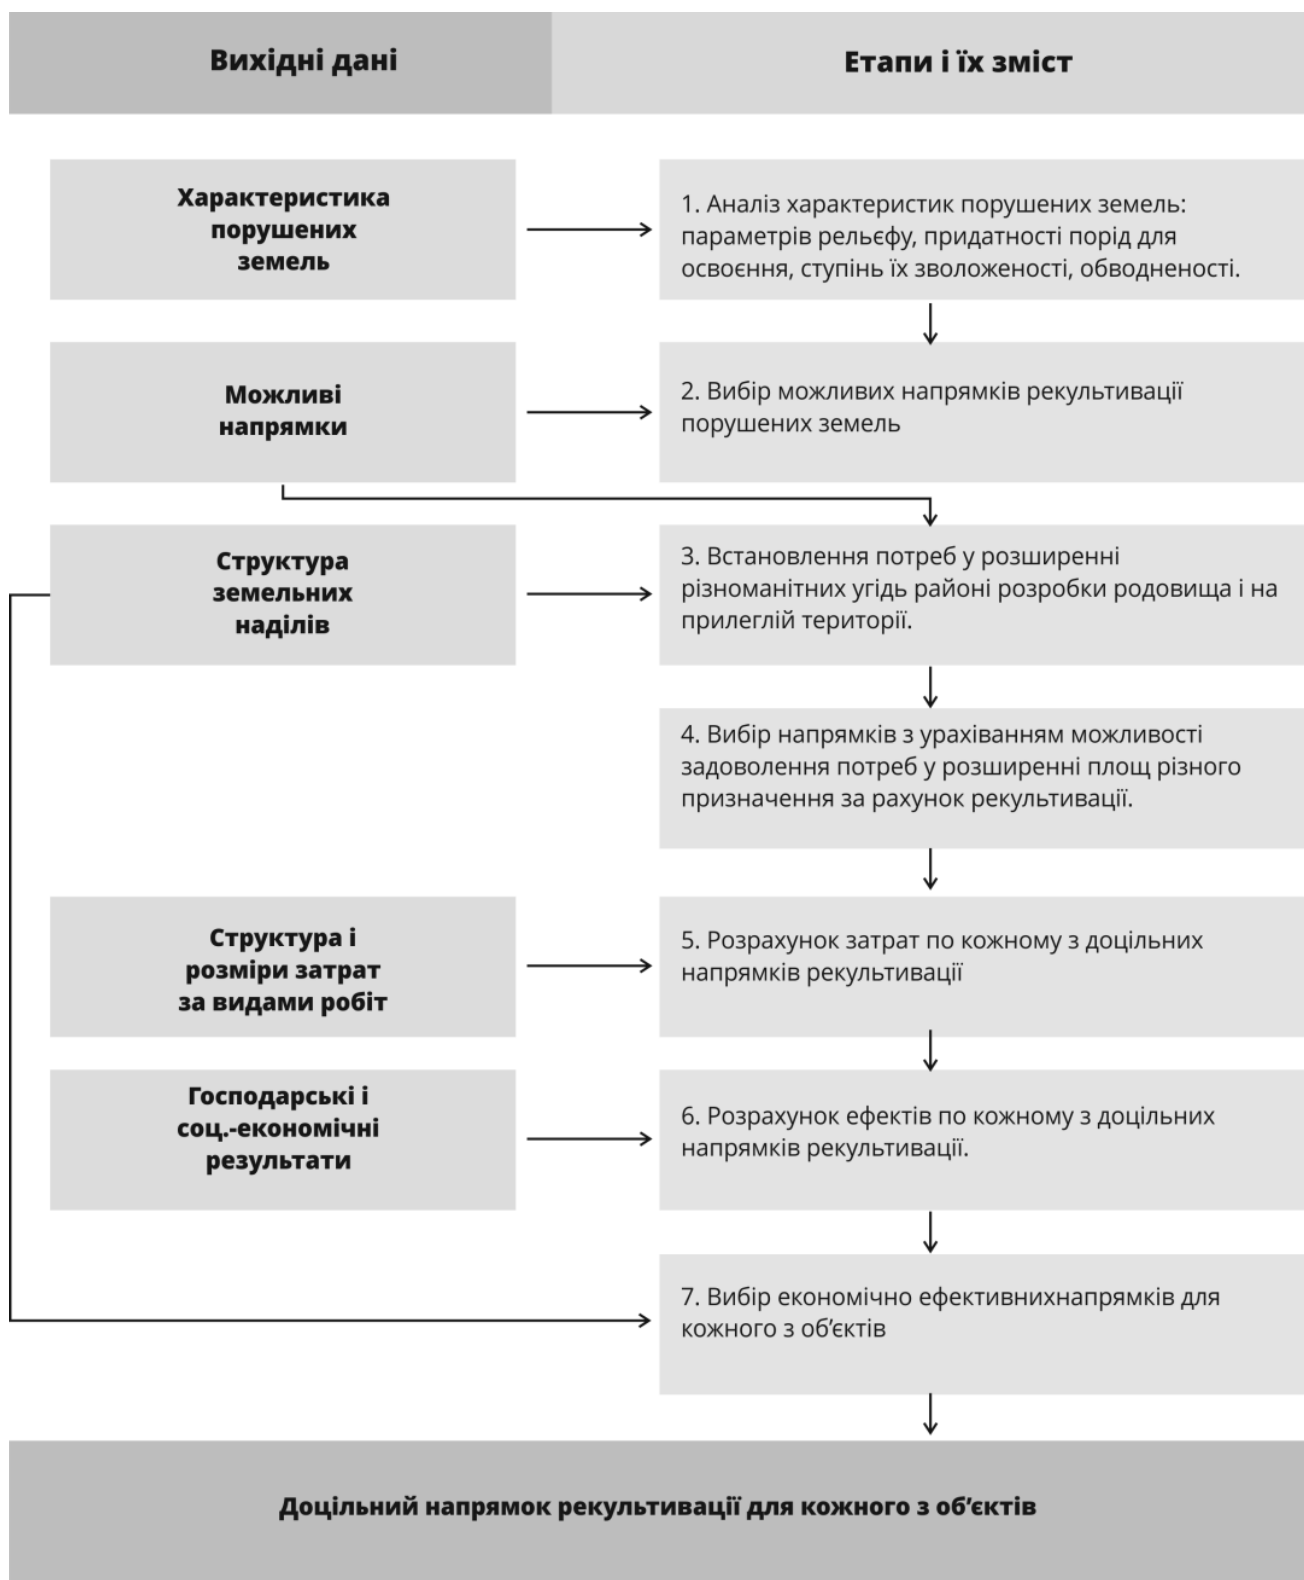 Вихідні дані
Етапи і їх зміст
Характеристика
порушених
земель
1. Аналіз характеристик порушених земель:
параметрів рельєфу, придатності порід для
освоєння, ступінь їх зволоженості, обводненості.
Можливі
напрямки
2. Вибір можливих напрямків рекультивації
порушених земель
Структура
земельних
наділів
3. Встановлення потреб у розширенні
різноманітних угідь районі розробки родовища і на
прилеглій території.
4. Вибір напрямків з урахіванням можливості
задоволення потреб у розширенні площ різного
призначення за рахунок рекультивації.
Структура і
розміри затрат
за видами робіт
5. Розрахунок затрат по кожному з доцільних
напрямків рекультивації
Господарські і
соц.-економічні
результати
6. Розрахунок ефектів по кожному з доцільних
напрямків рекультивації.
7. Вибір економічно ефективнихнапрямків для
кожного з об’єктів
Доцільний напрямок рекультивації для кожного з об’єктів